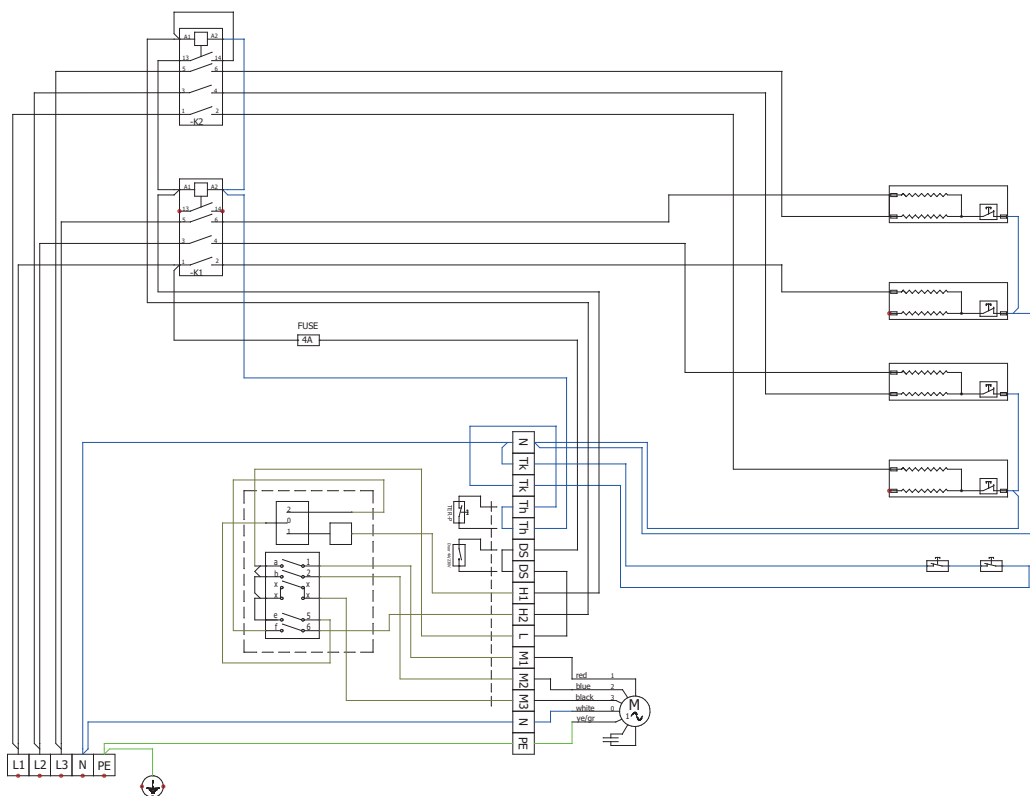 A1 A2
13 14
5 6
3 4
1 2
-K2
A1 A2
13 14
5 6
3 4
1 2
-K1
FUSE
4A
N
Tk
Tk
Th
Th
DS
DS
H1
H2
L
M1
M2
M3
N
PE
TER-P
2
0
1
a 1
b 2
x x
x x
e 5
f 6
red 1
blue 2
black 3
white 0
ye/gr
M
1
L1 L2 L3 N PE